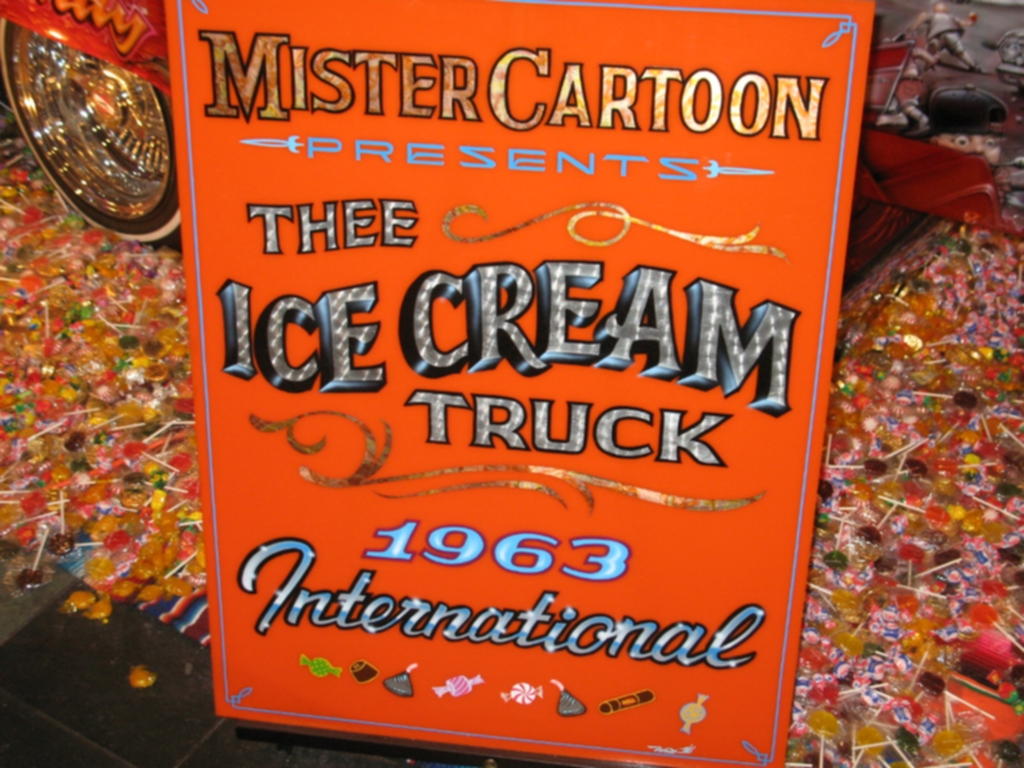 MISTER CARTOON
PRESENTS
THEE
ICE CREAM
TRUCK
1963
International